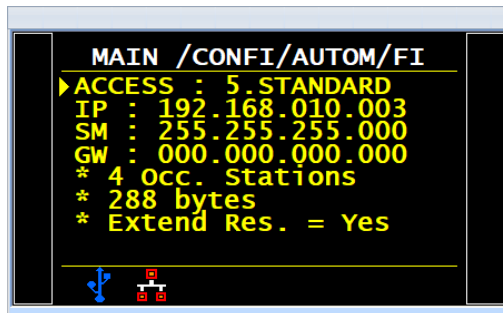 MAIN /CONFI/AUTOM/FI
ACCESS : 5.STANDARD
IP : 192.168.010.003
SM : 255.255.255.000
GW : 000.000.000.000
* 4 Occ. Stations
* 288 bytes
* Extend Res. = Yes